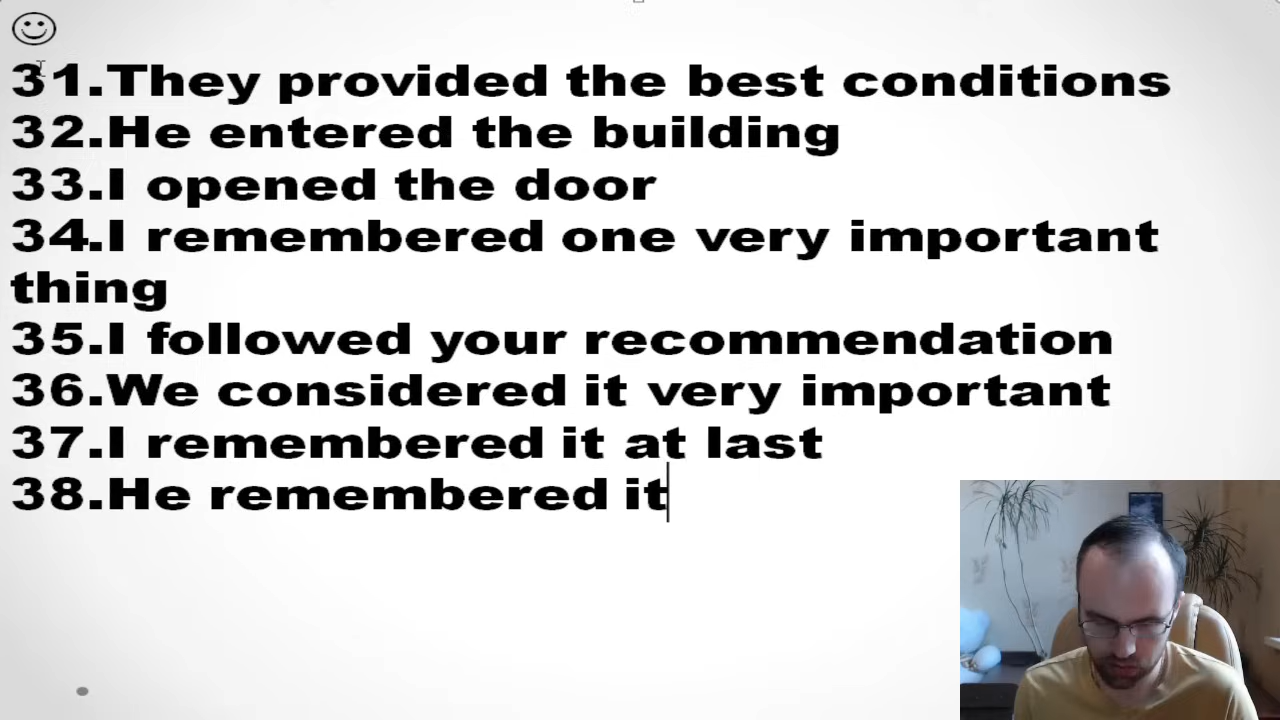 31.They provided the best conditions
32.He entered the building
33.I opened the door
34.I remembered one very important
thing
35.I followed your recommendation
36.We considered it very important
37.I remembered it at last
38.He remembered it